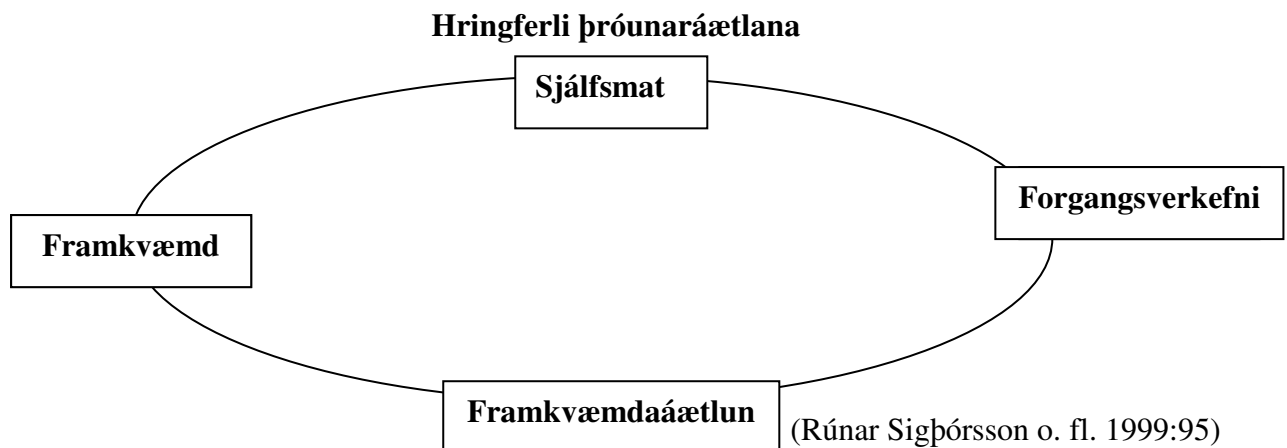 Hringferli þróunaráætlana
Sjálfsmat
Forgangsverkefni
Framkvæmd
Framkvæmdaáætlun
(Rúnar Sigþórsson o. fl. 1999:95)